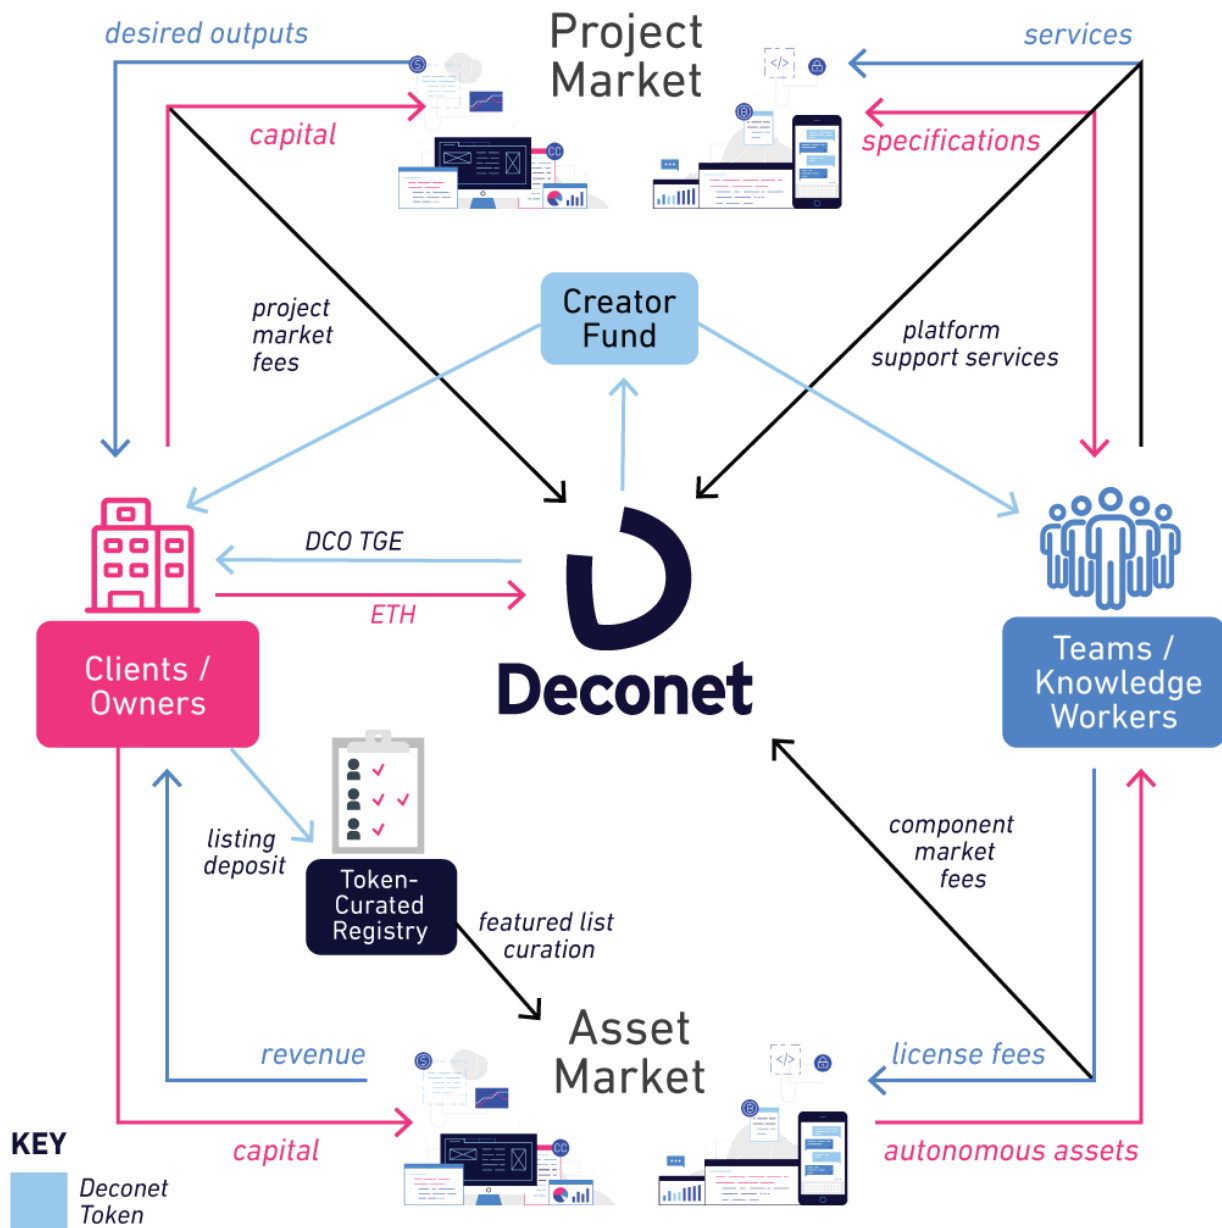 desired outputs
Project
Market
services
capital
specifications
project
market
fees
Creator
Fund
platform
support services
DCO TGE
ETH
Clients /
Owners
Deconet
Teams /
Knowledge
Workers
listing
deposit
Token-
Curated
Registry
featured list
curation
component
market
fees
Asset
Market
revenue
license fees
capital
autonomous assets
KEY
Deconet
Token